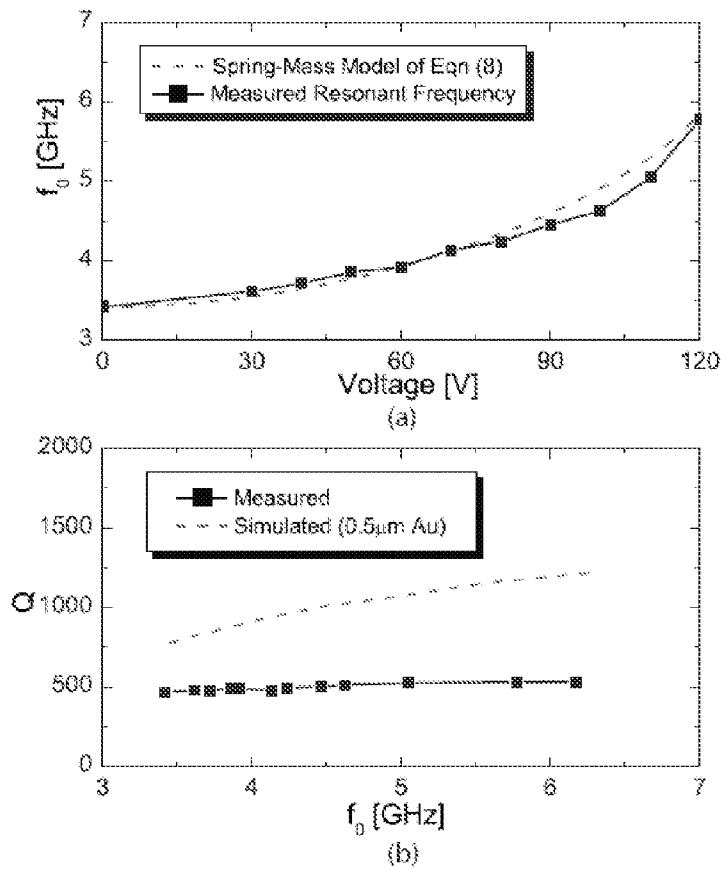 7
6
5
4
3
f₀ [GHz]
Spring-Mass Model of Eqn (8)
Measured Resonant Frequency
0 30 60 90 120
Voltage [V]
(a)
2000
1500
1000
500
0
Q
Measured
Simulated (0.5μm Au)
3 4 5 6 7
f₀ [GHz]
(b)